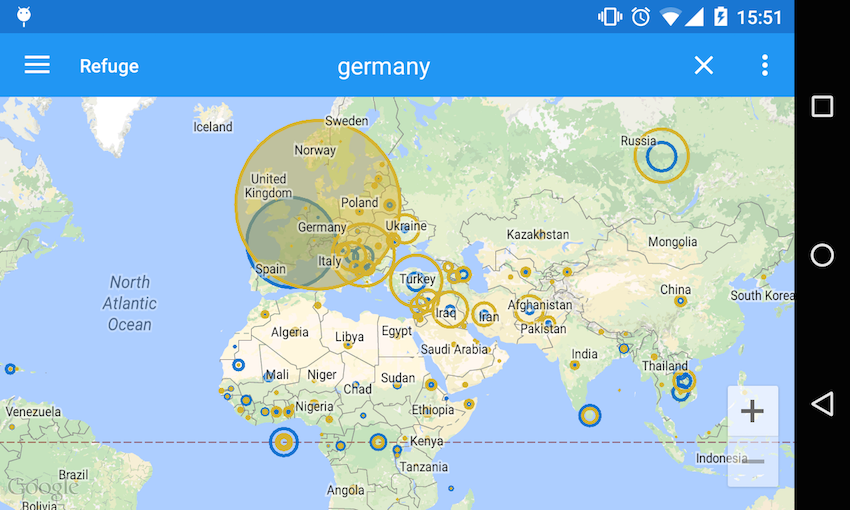 15:51
Refuge
germany
Sweden
Iceland
Norway
Russia
United
Kingdom
Poland
Germany
Ukraine
Kazakhstan
Mongolia
Italy
Spain
Turkey
North
Atlantic
Ocean
China
South Korea
Iraq
Iran
Afghanistan
Pakistan
Algeria
Libya
Egypt
Saudi Arabia
India
Thailand
Mali
Niger
Chad
Sudan
Venezuela
Nigeria
Ethiopia
+
Kenya
Indonesia
−
Tanzania
Brazil
Google
Angola
Bolivia